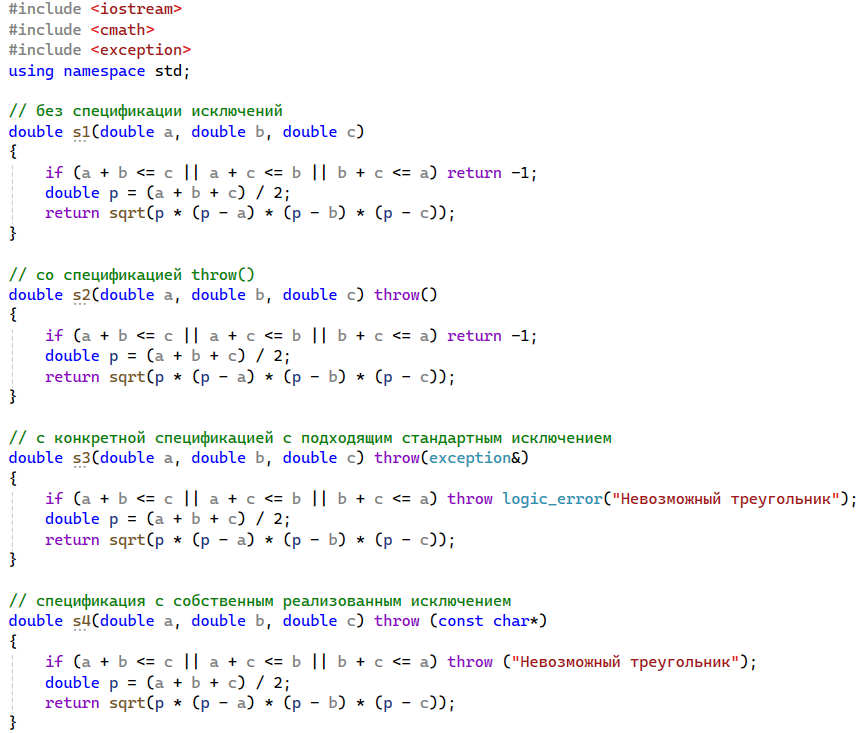 #include <iostream>
#include <cmath>
#include <exception>
using namespace std;

// без спецификации исключений
double s1(double a, double b, double c)
{
    if (a + b <= c || a + c <= b || b + c <= a) return -1;
    double p = (a + b + c) / 2;
    return sqrt(p * (p - a) * (p - b) * (p - c));
}

// со спецификацией throw()
double s2(double a, double b, double c) throw()
{
    if (a + b <= c || a + c <= b || b + c <= a) return -1;
    double p = (a + b + c) / 2;
    return sqrt(p * (p - a) * (p - b) * (p - c));
}

// с конкретной спецификацией с подходящим стандартным исключением
double s3(double a, double b, double c) throw(exception&)
{
    if (a + b <= c || a + c <= b || b + c <= a) throw logic_error("Невозможный треугольник");
    double p = (a + b + c) / 2;
    return sqrt(p * (p - a) * (p - b) * (p - c));
}

// спецификация с собственным реализованным исключением
double s4(double a, double b, double c) throw (const char*)
{
    if (a + b <= c || a + c <= b || b + c <= a) throw ("Невозможный треугольник");
    double p = (a + b + c) / 2;
    return sqrt(p * (p - a) * (p - b) * (p - c));
}